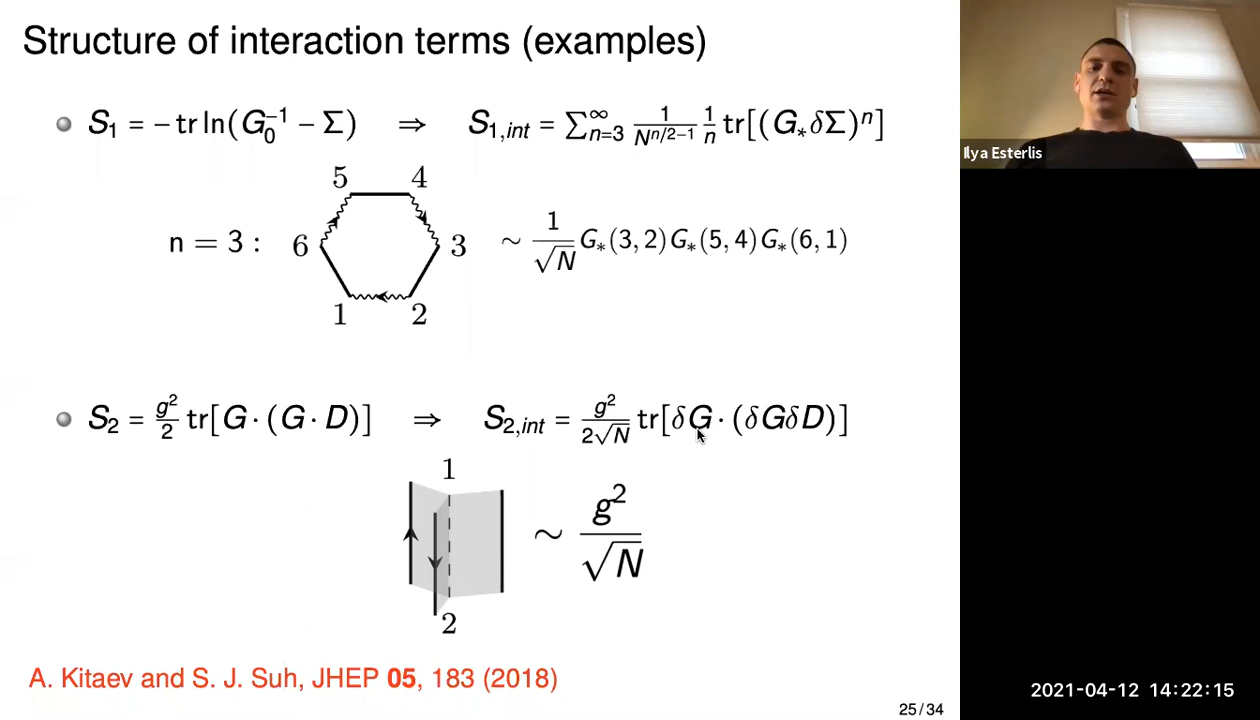 Structure of interaction terms (examples)
S₁ = − tr ln(G₀⁻¹ − Σ) ⇒ S₁,int = ∑ₙ₌₃^∞ 1/N^(n/2−1) 1/n tr[(G∗δΣ)ⁿ]
5 4
n = 3 : 6 3 ∼ 1/√N G∗(3, 2)G∗(5, 4)G∗(6, 1)
1 2
S₂ = g²/2 tr[G · (G · D)] ⇒ S₂,int = g²/(2√N) tr[δG · (δGδD)]
1
∼ g²/√N
2
A. Kitaev and S. J. Suh, JHEP 05, 183 (2018)
25 / 34
Ilya Esterlis
2021-04-12 14:22:15